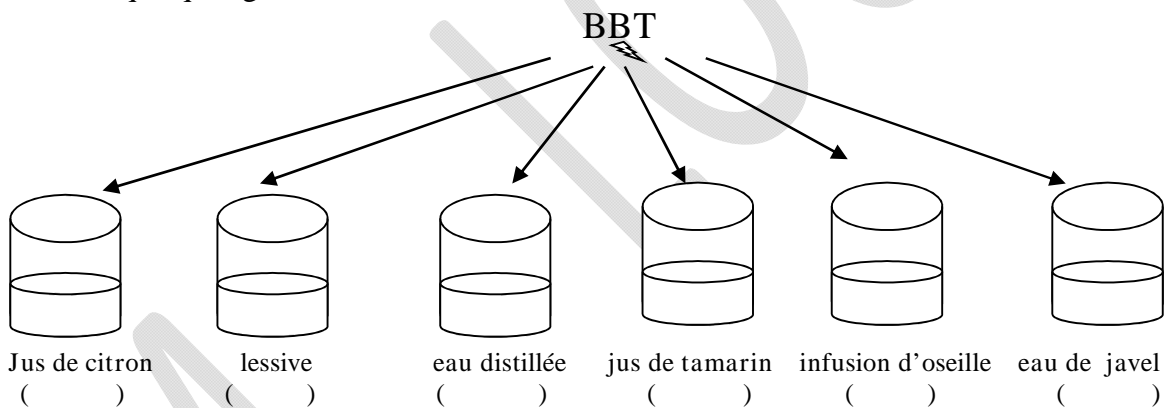 BBT
Jus de citron lessive eau distillée jus de tamarin infusion d'oseille eau de javel
( ) ( ) ( ) ( ) ( ) ( )